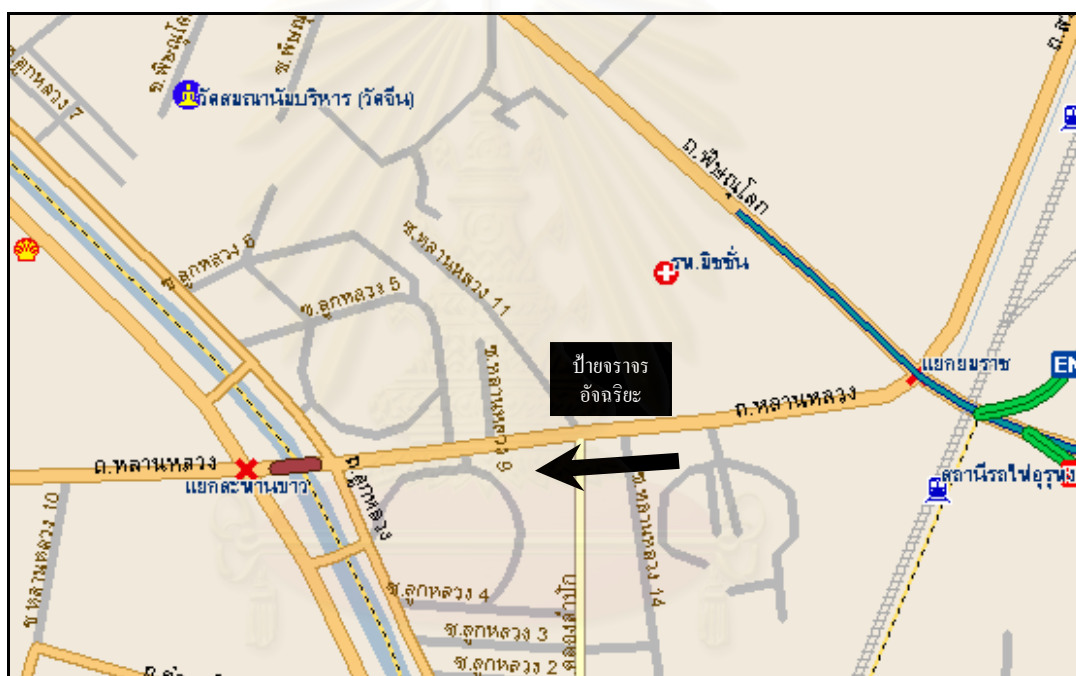 ซ.ลูกหลวง 7
ซ.พิษณุโล
ซ.พิษณุ
วัดสมณานัมบริหาร (วัดจีน)
ถ.พิษณุโลก
ซ.ลูกหลวง 6
ซ.ลูกหลวง 5
ซ.หลานหลวง 11
รพ.มิชชั่น
ป้ายจราจร
อัจฉริยะ
แยกยมราช
EN
ซ.หลานหลวง 9
ถ.หลานหลวง
ถ.หลานหลวง
แยกสะพานขาว
ถ.ลูกหลวง
สถานีรถไฟอุรุพง
ซ.หลานหลวง 10
ซ.หลานหลวง 14
คลองลำปัก
ซ.ลูกหลวง 4
ซ.ลูกหลวง 3
ซ.ลูกหลวง 2